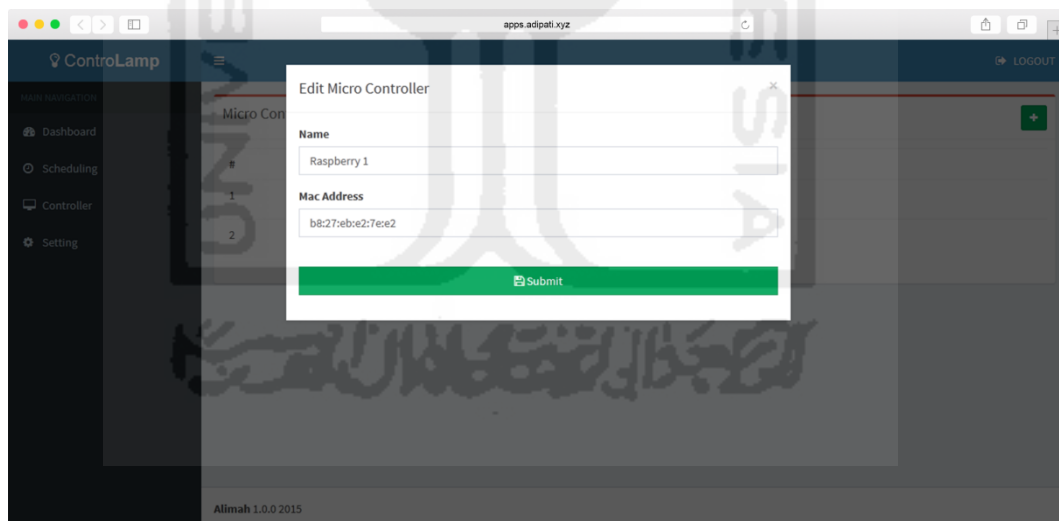 apps.adipati.xyz
ControLamp
LOGOUT
MAIN NAVIGATION
Dashboard
Scheduling
Controller
Setting
Micro Con
#
1
2
Edit Micro Controller
×
Name
Raspberry 1
Mac Address
b8:27:eb:e2:7e:e2
Submit
Alimah 1.0.0 2015